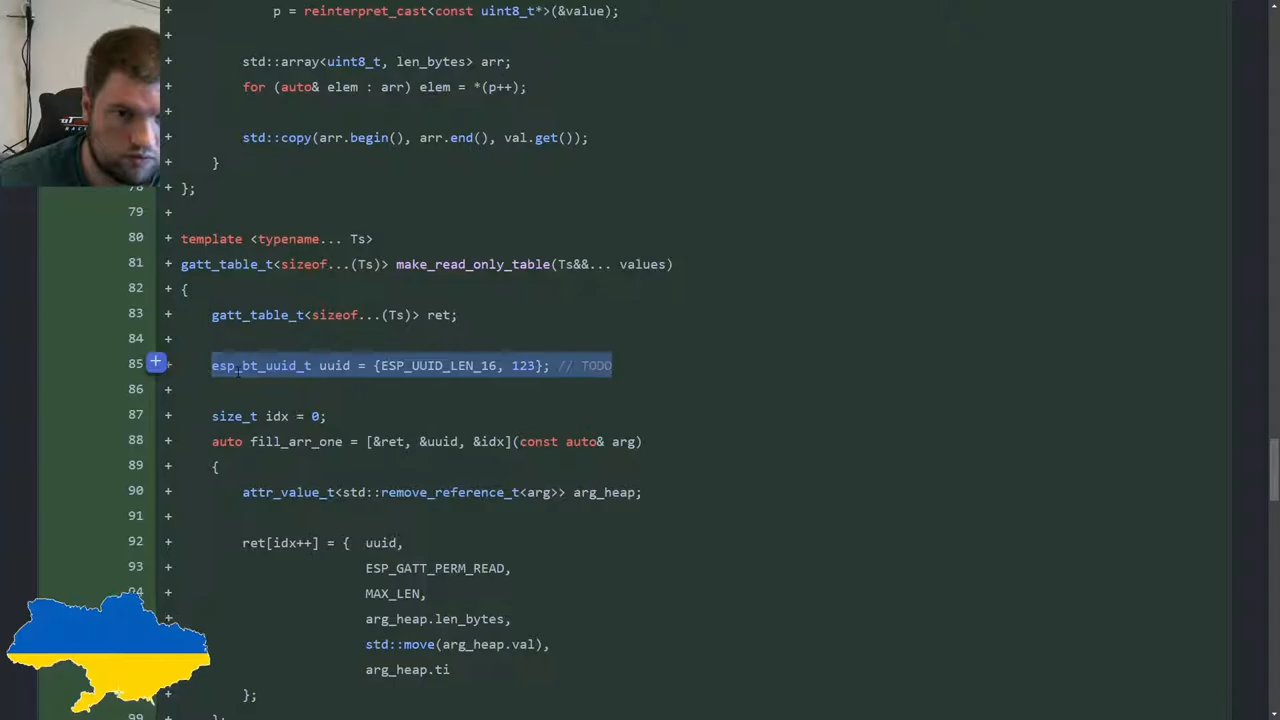 + p = reinterpret_cast<const uint8_t*>(&value);
+
+ std::array<uint8_t, len_bytes> arr;
+ for (auto& elem : arr) elem = *(p++);
+
+ std::copy(arr.begin(), arr.end(), val.get());
+ }
78 + };
79 +
80 + template <typename... Ts>
81 + gatt_table_t<sizeof...(Ts)> make_read_only_table(Ts&&... values)
82 + {
83 + gatt_table_t<sizeof...(Ts)> ret;
84 +
85 + esp_bt_uuid_t uuid = {ESP_UUID_LEN_16, 123}; // TODO
86 +
87 + size_t idx = 0;
88 + auto fill_arr_one = [&ret, &uuid, &idx](const auto& arg)
89 + {
90 + attr_value_t<std::remove_reference_t<arg>> arg_heap;
91 +
92 + ret[idx++] = { uuid,
93 + ESP_GATT_PERM_READ,
94 + MAX_LEN,
+ arg_heap.len_bytes,
+ std::move(arg_heap.val),
+ arg_heap.ti
+ };
99 +